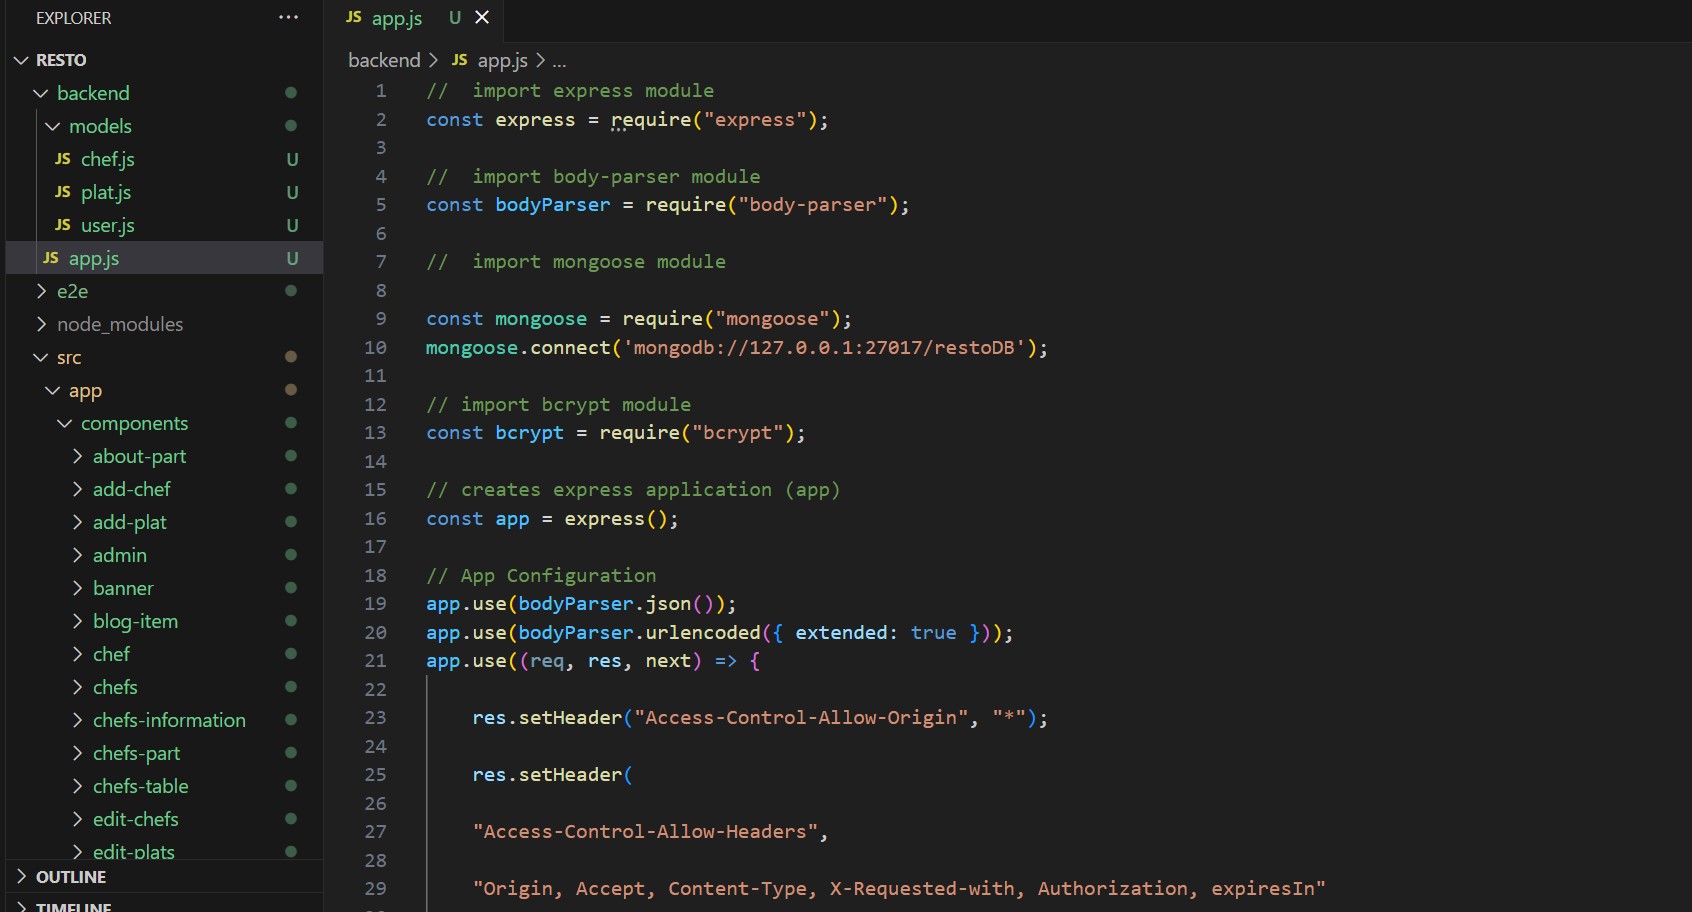 EXPLORER
RESTO
backend
models
JS chef.js U
JS plat.js U
JS user.js U
JS app.js U
e2e
node_modules
src
app
components
about-part
add-chef
add-plat
admin
banner
blog-item
chef
chefs
chefs-information
chefs-part
chefs-table
edit-chefs
edit-plats
OUTLINE
TIMELINE
JS app.js U
backend > JS app.js > ...
1 //  import express module
2 const express = require("express");
3
4 //  import body-parser module
5 const bodyParser = require("body-parser");
6
7 //  import mongoose module
8
9 const mongoose = require("mongoose");
10 mongoose.connect('mongodb://127.0.0.1:27017/restoDB');
11
12 // import bcrypt module
13 const bcrypt = require("bcrypt");
14
15 // creates express application (app)
16 const app = express();
17
18 // App Configuration
19 app.use(bodyParser.json());
20 app.use(bodyParser.urlencoded({ extended: true }));
21 app.use((req, res, next) => {
22
23 res.setHeader("Access-Control-Allow-Origin", "*");
24
25 res.setHeader(
26
27 "Access-Control-Allow-Headers",
28
29 "Origin, Accept, Content-Type, X-Requested-with, Authorization, expiresIn"